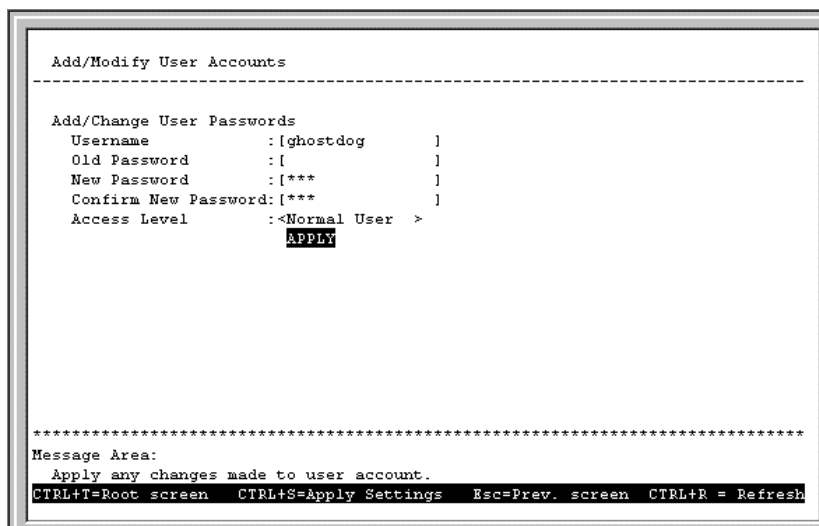 Add/Modify User Accounts
--------------------------------------------------------------------------------
Add/Change User Passwords
Username :[ghostdog ]
Old Password :[ ]
New Password :[*** ]
Confirm New Password:[*** ]
Access Level :<Normal User >
APPLY
********************************************************************************
Message Area:
Apply any changes made to user account.
CTRL+T=Root screen CTRL+S=Apply Settings Esc=Prev. screen CTRL+R = Refresh